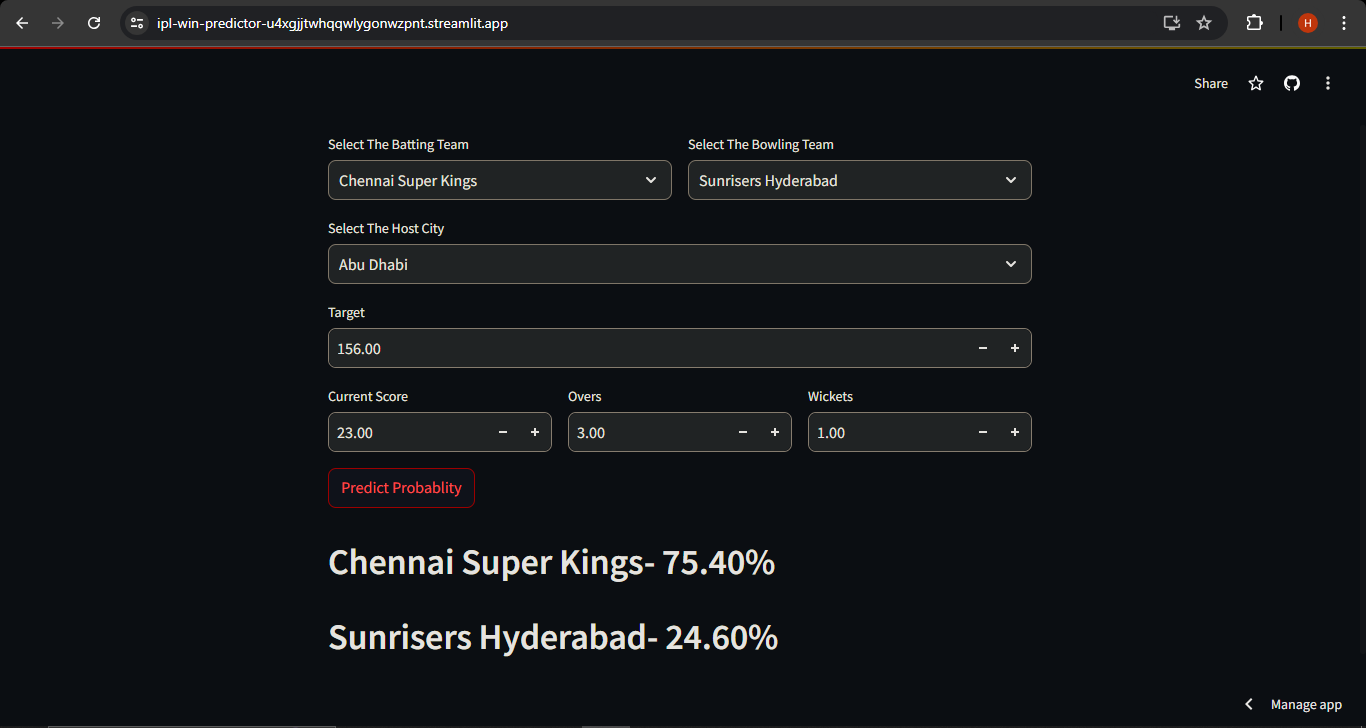 ipl-win-predictor-u4xgjjtwhqqwlygonwzpnt.streamlit.app
H
Share
Select The Batting Team
Select The Bowling Team
Chennai Super Kings
Sunrisers Hyderabad
Select The Host City
Abu Dhabi
Target
156.00
Current Score
Overs
Wickets
23.00
3.00
1.00
Predict Probablity
Chennai Super Kings- 75.40%
Sunrisers Hyderabad- 24.60%
Manage app